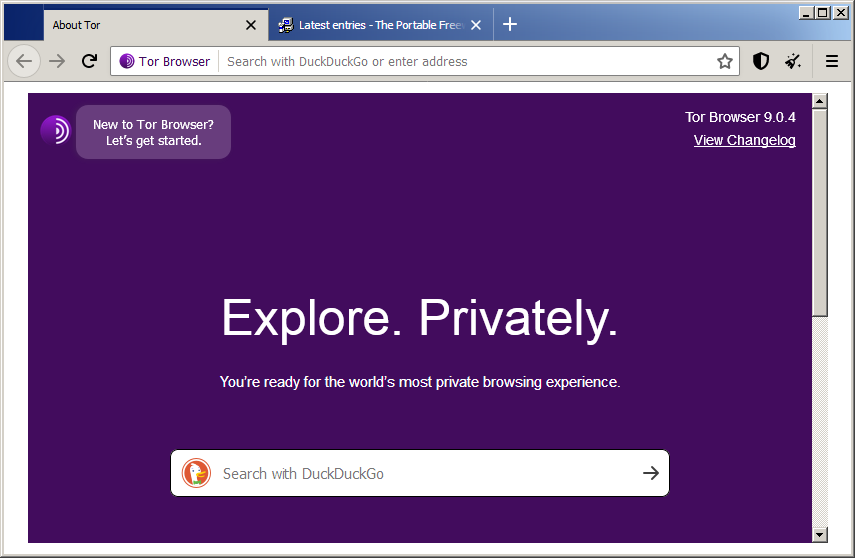 About Tor
Latest entries - The Portable Free
Tor Browser
Search with DuckDuckGo or enter address
New to Tor Browser?
Let's get started.
Tor Browser 9.0.4
View Changelog
Explore. Privately.
You're ready for the world's most private browsing experience.
Search with DuckDuckGo